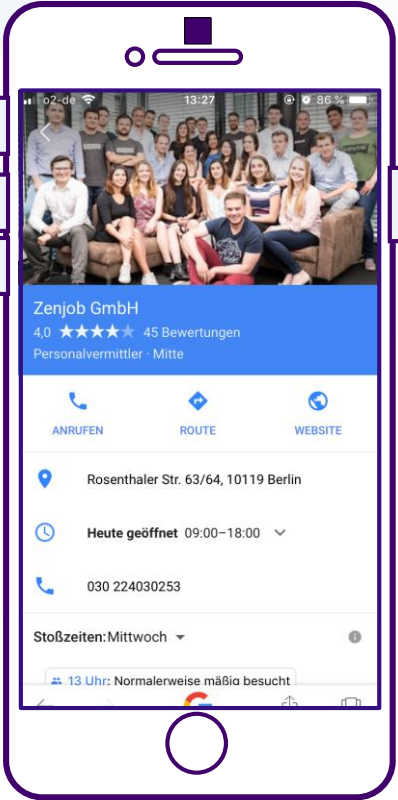 o2-de 13:27 86 %
Zenjob GmbH
4,0 45 Bewertungen
Personalvermittler · Mitte
ANRUFEN ROUTE WEBSITE
Rosenthaler Str. 63/64, 10119 Berlin
Heute geöffnet 09:00–18:00
030 224030253
Stoßzeiten: Mittwoch
13 Uhr: Normalerweise mäßig besucht